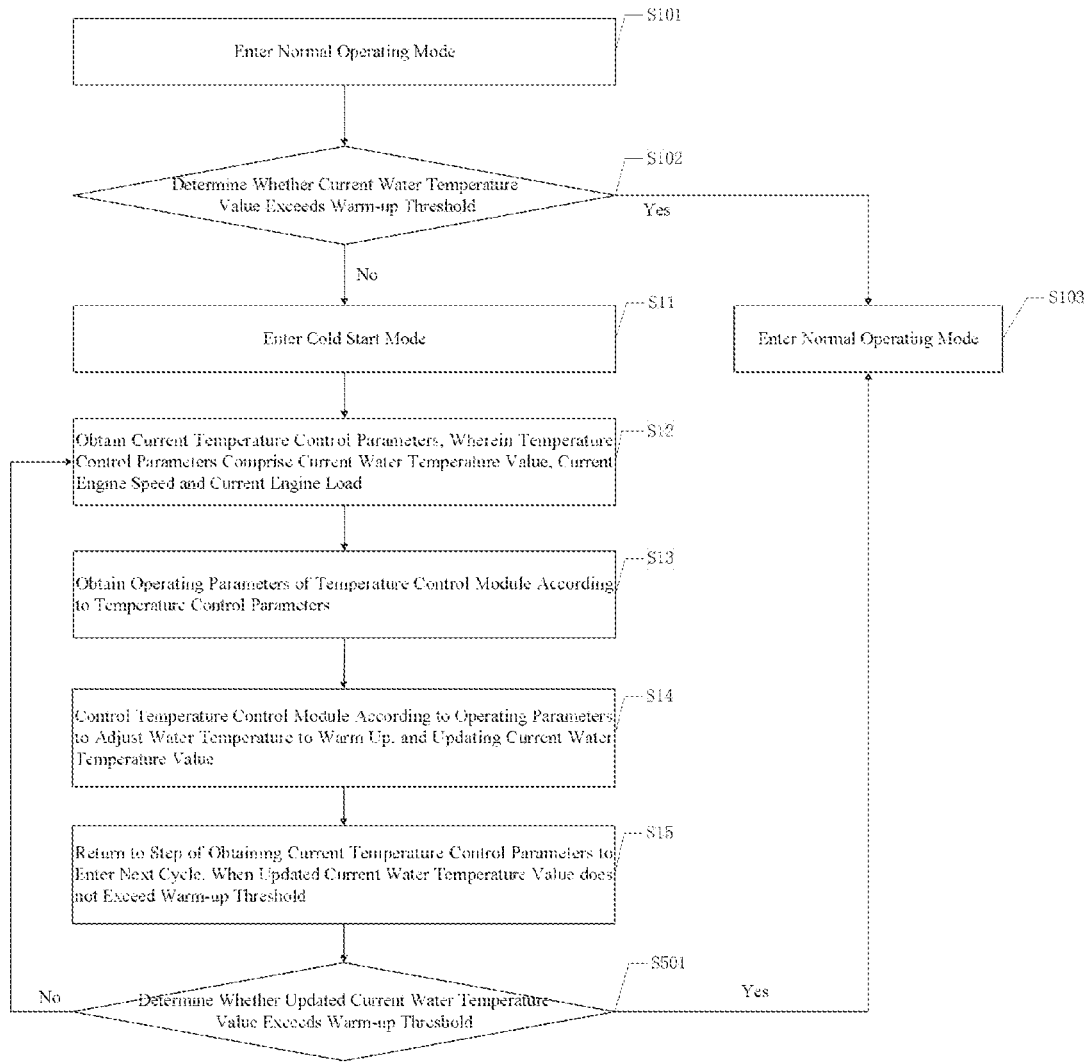 S101
Enter Normal Operating Mode
S102
Determine Whether Current Water Temperature
Value Exceeds Warm-up Threshold
Yes
No
S11
Enter Cold Start Mode
S103
Enter Normal Operating Mode
S12
Obtain Current Temperature Control Parameters, Wherein Temperature
Control Parameters Comprise Current Water Temperature Value, Current
Engine Speed and Current Engine Load
S13
Obtain Operating Parameters of Temperature Control Module According
to Temperature Control Parameters
S14
Control Temperature Control Module According to Operating Parameters
to Adjust Water Temperature to Warm Up, and Updating Current Water
Temperature Value
S15
Return to Step of Obtaining Current Temperature Control Parameters to
Enter Next Cycle, When Updated Current Water Temperature Value does
not Exceed Warm-up Threshold
S501
No
Determine Whether Updated Current Water Temperature
Value Exceeds Warm-up Threshold
Yes